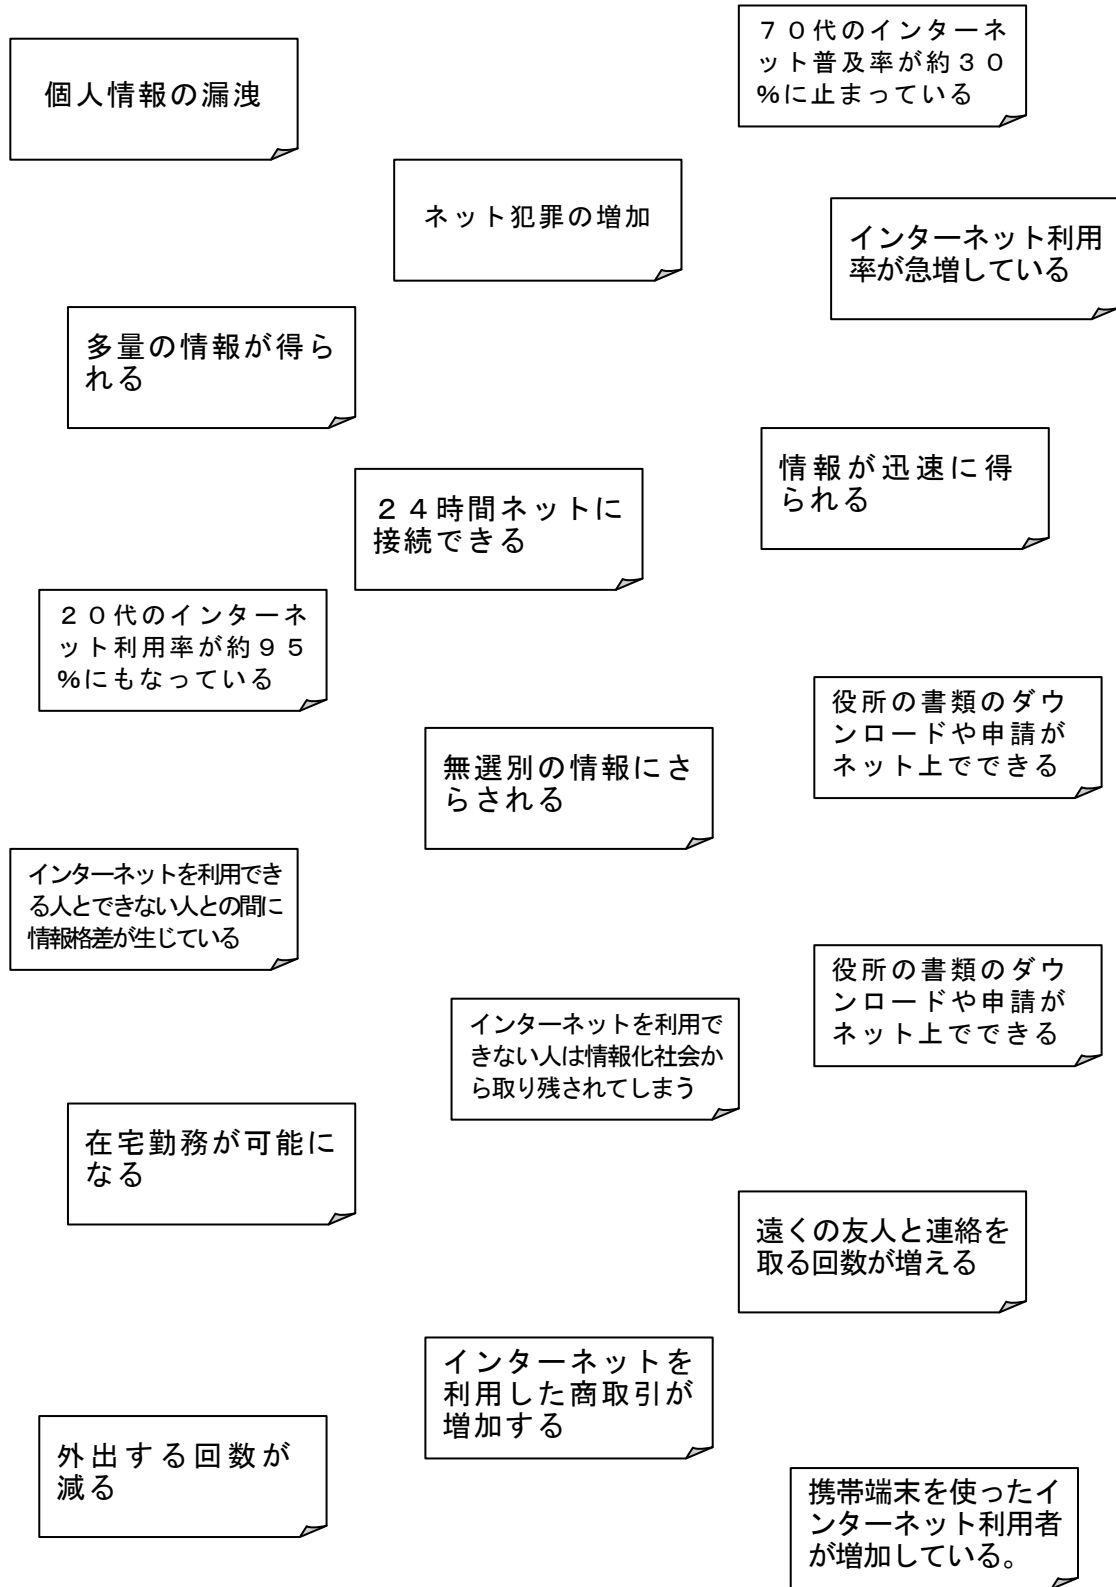 ７０代のインターネ
ット普及率が約３０
%に止まっている
個人情報の漏洩
ネット犯罪の増加
インターネット利用
率が急増している
多量の情報が得ら
れる
情報が迅速に得
られる
２４時間ネットに
接続できる
２０代のインターネ
ット利用率が約９５
%にもなっている
役所の書類のダウ
ンロードや申請が
ネット上でできる
無選別の情報にさ
らされる
インターネットを利用でき
る人とできない人との間に
情報格差が生じている
役所の書類のダウ
ンロードや申請が
ネット上でできる
インターネットを利用で
きない人は情報化社会か
ら取り残されてしまう
在宅勤務が可能に
なる
遠くの友人と連絡を
取る回数が増える
インターネットを
利用した商取引が
増加する
外出する回数が
減る
携帯端末を使ったイ
ンターネット利用者
が増加している。